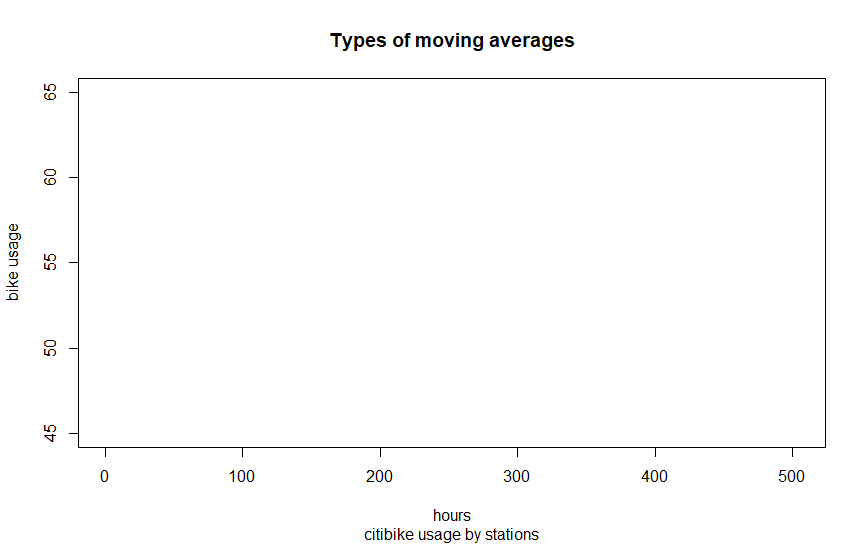 Types of moving averages
65
60
55
50
45
bike usage
0 100 200 300 400 500
hours
citibike usage by stations